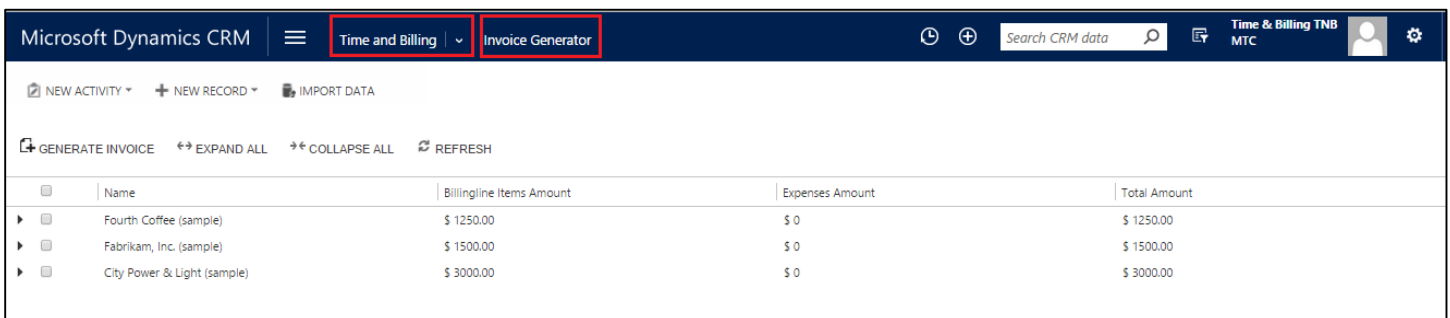 Microsoft Dynamics CRM Time and Billing Invoice Generator Search CRM data Time & Billing TNB
MTC
NEW ACTIVITY NEW RECORD IMPORT DATA
GENERATE INVOICE EXPAND ALL COLLAPSE ALL REFRESH
Name Billingline Items Amount Expenses Amount Total Amount
Fourth Coffee (sample) $ 1250.00 $ 0 $ 1250.00
Fabrikam, Inc. (sample) $ 1500.00 $ 0 $ 1500.00
City Power & Light (sample) $ 3000.00 $ 0 $ 3000.00